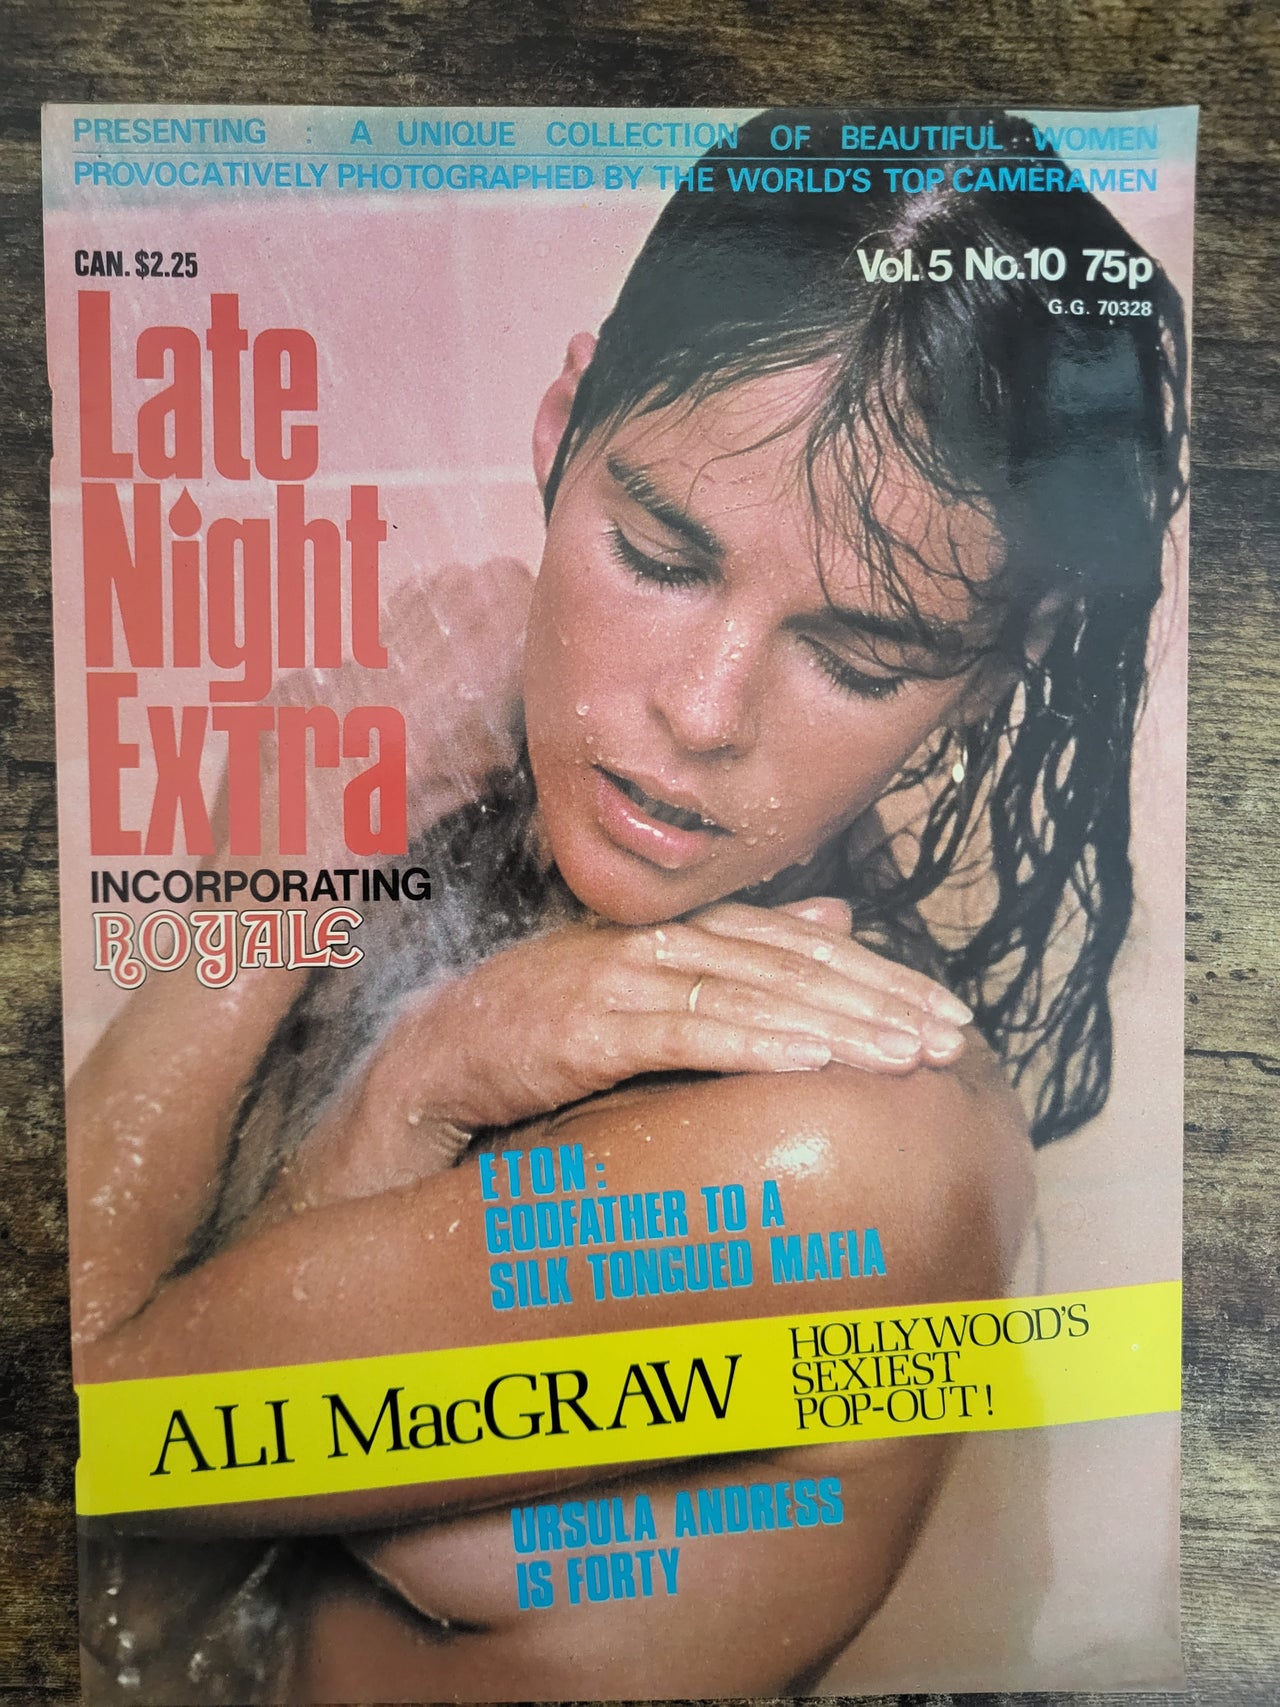 PRESENTING : A UNIQUE COLLECTION OF BEAUTIFUL WOMEN
PROVOCATIVELY PHOTOGRAPHED BY THE WORLD'S TOP CAMERAMEN
CAN. $2.25
Vol. 5 No.10 75p
G.G. 70328
Late
Night
Extra
INCORPORATING
ROYALE
ETON:
GODFATHER TO A
SILK TONGUED MAFIA
ALI MacGRAW
HOLLYWOOD'S
SEXIEST
POP-OUT!
URSULA ANDRESS
IS FORTY